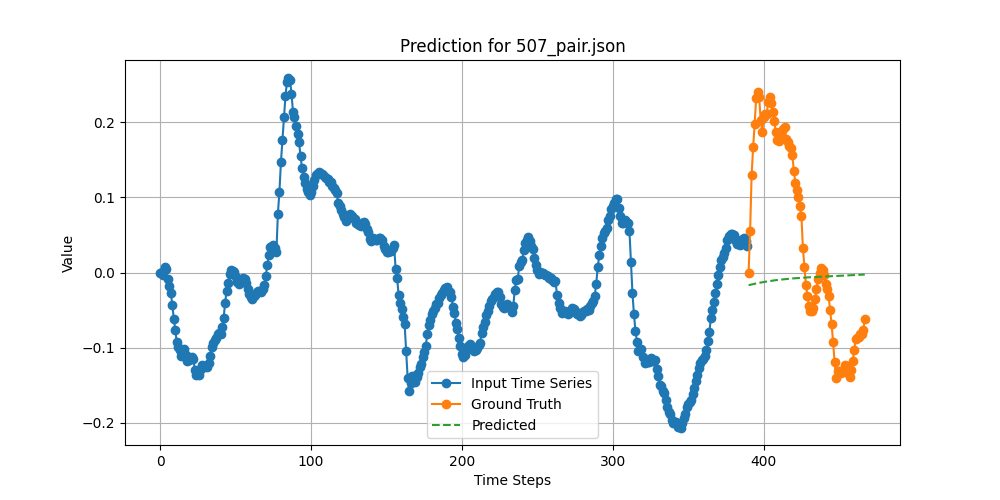 Prediction for 507_pair.json
Value
0.2
0.1
0.0
−0.1
−0.2
Input Time Series
Ground Truth
Predicted
0 100 200 300 400
Time Steps